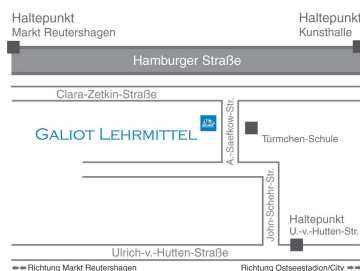 Haltepunkt
Markt Reutershagen
Haltepunkt
Kunsthalle
Hamburger Straße
Clara-Zetkin-Straße
A.-Saefkow-Str.
GALIOT LEHRMITTEL
Türmchen-Schule
John-Schehr-Str.
Haltepunkt
U.-v.-Hutten-Str.
Ulrich-v.-Hutten-Straße
Richtung Markt Reutershagen
Richtung Ostseestadion/City